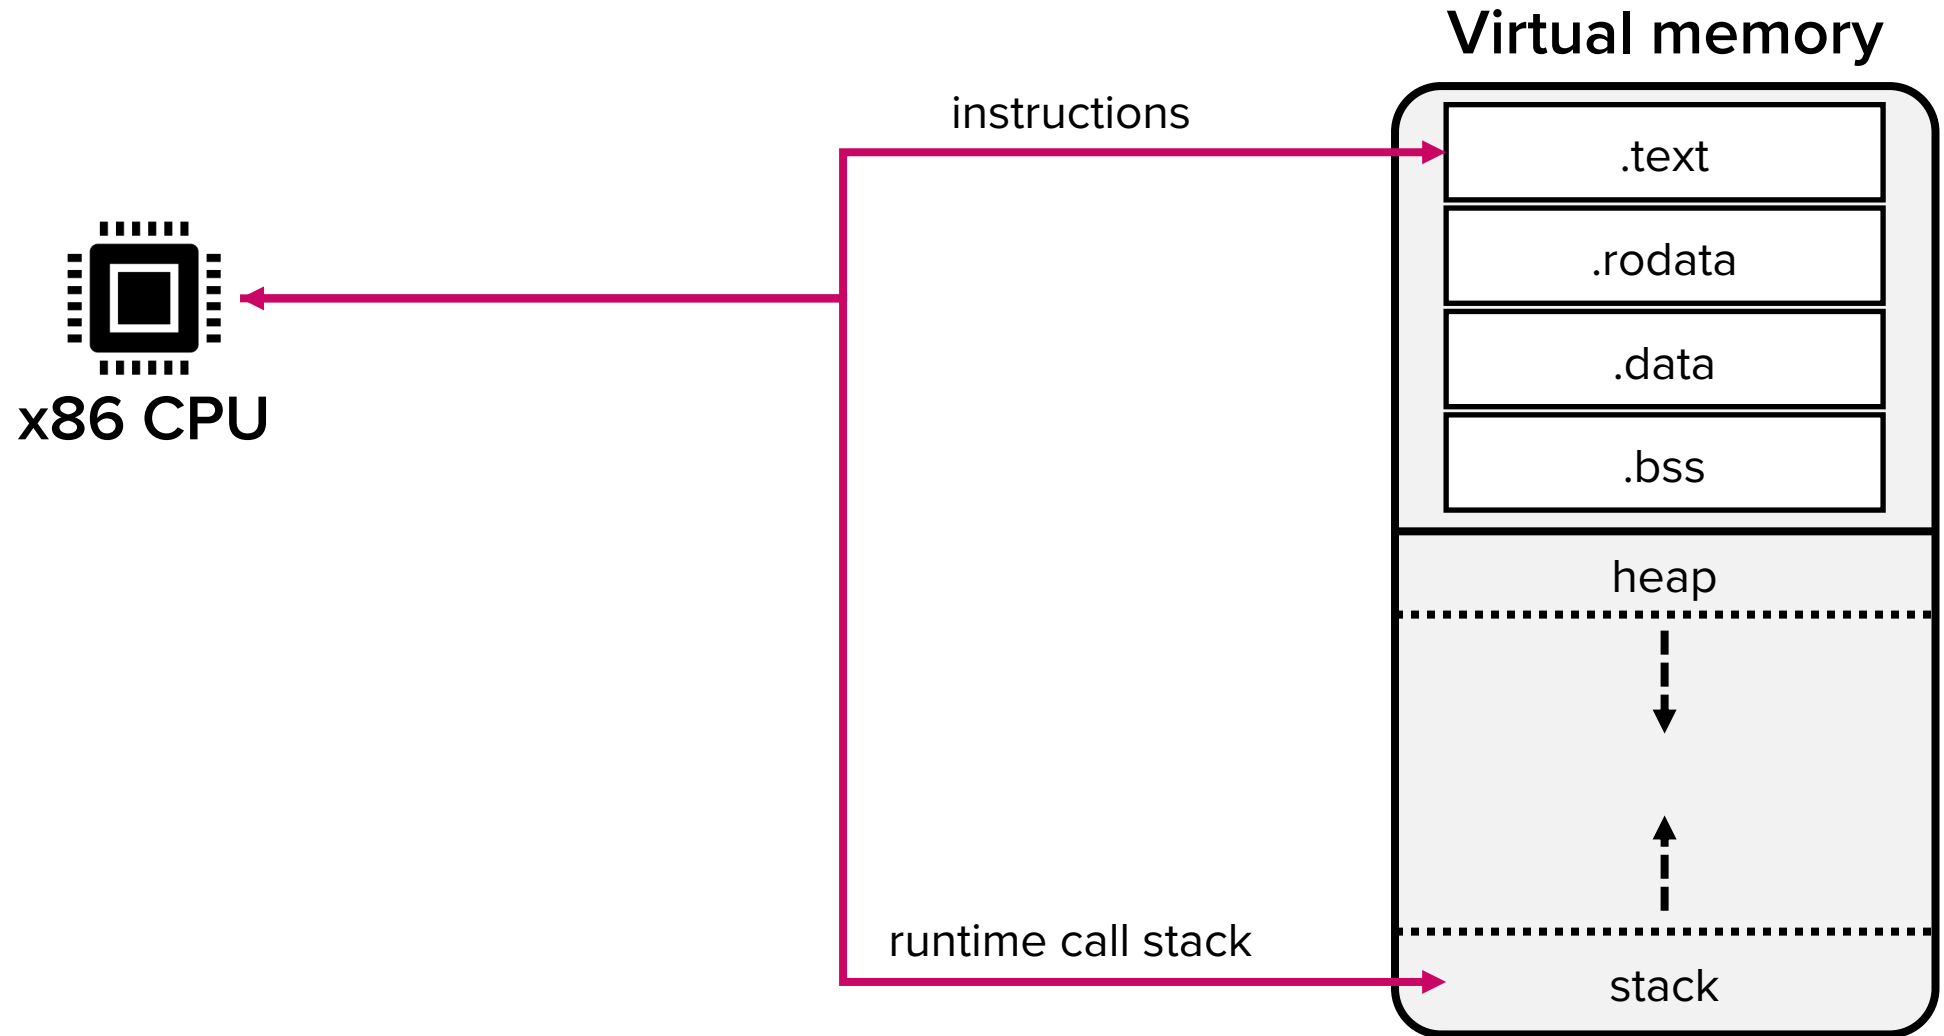 Virtual memory
instructions
.text
.rodata
.data
x86 CPU
.bss
heap
runtime call stack
stack